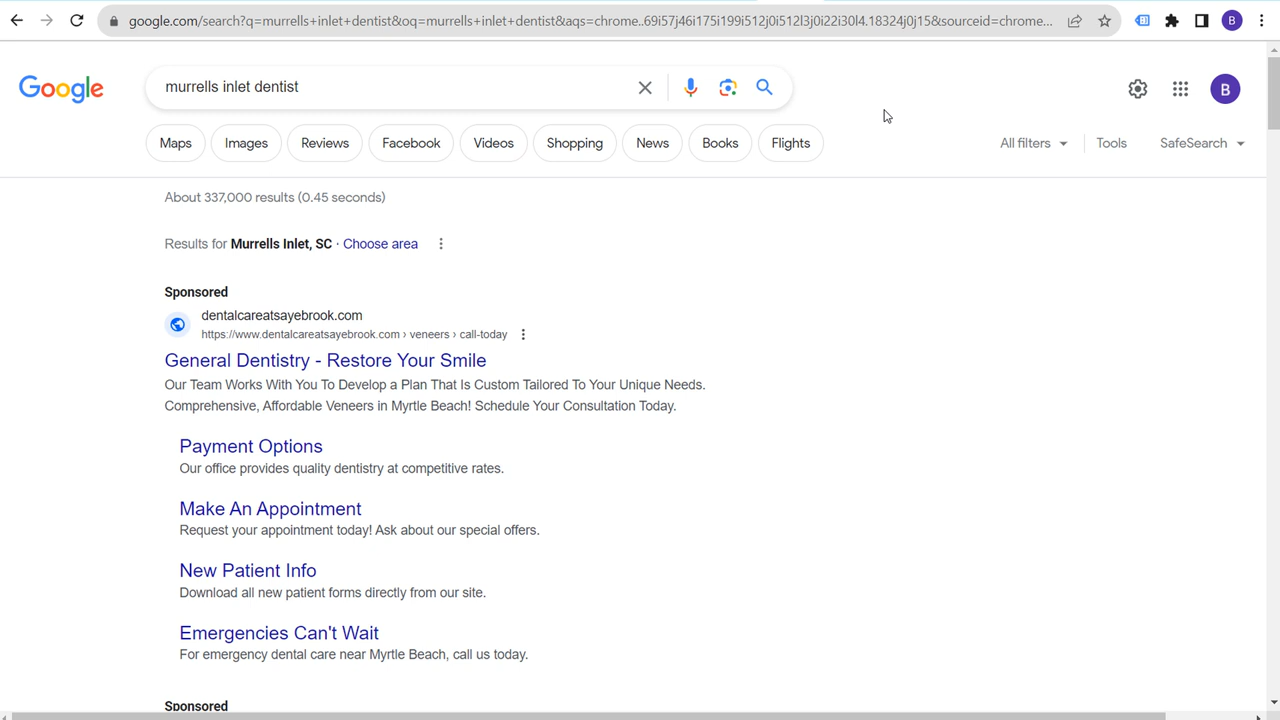 google.com/search?q=murrells+inlet+dentist&oq=murrells+inlet+dentist&aqs=chrome..69i57j46i175i199i512j0i512l3j0i22i30l4.18324j0j15&sourceid=chrome...
B
Google
murrells inlet dentist
B
Maps
Images
Reviews
Facebook
Videos
Shopping
News
Books
Flights
All filters
Tools
SafeSearch
About 337,000 results (0.45 seconds)
Results for Murrells Inlet, SC · Choose area
Sponsored
dentalcareatsayebrook.com
https://www.dentalcareatsayebrook.com › veneers › call-today
General Dentistry - Restore Your Smile
Our Team Works With You To Develop a Plan That Is Custom Tailored To Your Unique Needs.
Comprehensive, Affordable Veneers in Myrtle Beach! Schedule Your Consultation Today.
Payment Options
Our office provides quality dentistry at competitive rates.
Make An Appointment
Request your appointment today! Ask about our special offers.
New Patient Info
Download all new patient forms directly from our site.
Emergencies Can't Wait
For emergency dental care near Myrtle Beach, call us today.
Sponsored